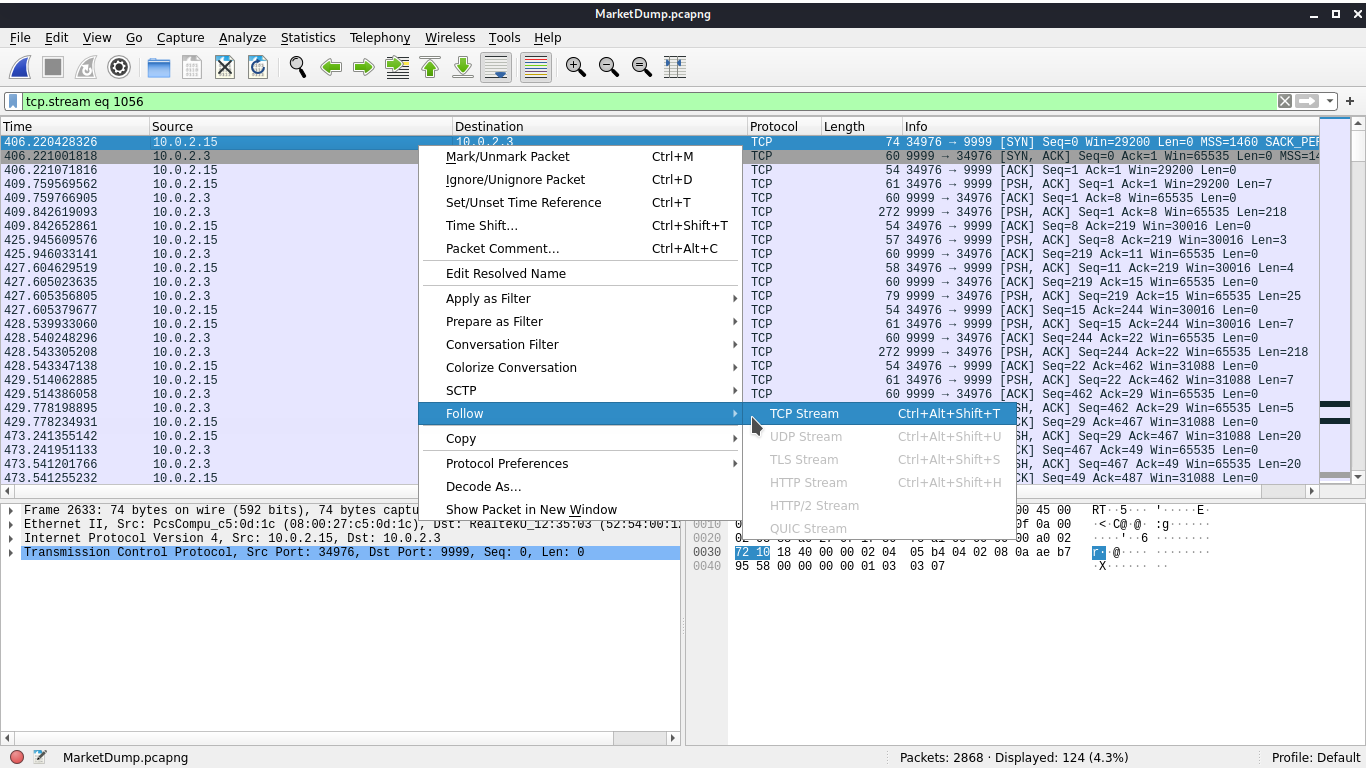 MarketDump.pcapng
File Edit View Go Capture Analyze Statistics Telephony Wireless Tools Help
tcp.stream eq 1056
Time Source Destination Protocol Length Info
406.220428326 10.0.2.15 10.0.2.3 TCP 74 34976 → 9999 [SYN] Seq=0 Win=29200 Len=0 MSS=1460 SACK_PER
406.221001818 10.0.2.3 TCP 60 9999 → 34976 [SYN, ACK] Seq=0 Ack=1 Win=65535 Len=0 MSS=14
406.221071816 10.0.2.15 TCP 54 34976 → 9999 [ACK] Seq=1 Ack=1 Win=29200 Len=0
409.759569562 10.0.2.15 TCP 61 34976 → 9999 [PSH, ACK] Seq=1 Ack=1 Win=29200 Len=7
409.759766905 10.0.2.3 TCP 60 9999 → 34976 [ACK] Seq=1 Ack=8 Win=65535 Len=0
409.842619093 10.0.2.3 TCP 272 9999 → 34976 [PSH, ACK] Seq=1 Ack=8 Win=65535 Len=218
409.842652861 10.0.2.15 TCP 54 34976 → 9999 [ACK] Seq=8 Ack=219 Win=30016 Len=0
425.945609576 10.0.2.15 TCP 57 34976 → 9999 [PSH, ACK] Seq=8 Ack=219 Win=30016 Len=3
425.946033141 10.0.2.3 TCP 60 9999 → 34976 [ACK] Seq=219 Ack=11 Win=65535 Len=0
427.604629519 10.0.2.15 TCP 58 34976 → 9999 [PSH, ACK] Seq=11 Ack=219 Win=30016 Len=4
427.605023635 10.0.2.3 TCP 60 9999 → 34976 [ACK] Seq=219 Ack=15 Win=65535 Len=0
427.605356805 10.0.2.3 TCP 79 9999 → 34976 [PSH, ACK] Seq=219 Ack=15 Win=65535 Len=25
427.605379677 10.0.2.15 TCP 54 34976 → 9999 [ACK] Seq=15 Ack=244 Win=30016 Len=0
428.539933060 10.0.2.15 TCP 61 34976 → 9999 [PSH, ACK] Seq=15 Ack=244 Win=30016 Len=7
428.540248296 10.0.2.3 TCP 60 9999 → 34976 [ACK] Seq=244 Ack=22 Win=65535 Len=0
428.543305208 10.0.2.3 TCP 272 9999 → 34976 [PSH, ACK] Seq=244 Ack=22 Win=65535 Len=218
428.543347138 10.0.2.15 TCP 54 34976 → 9999 [ACK] Seq=22 Ack=462 Win=31088 Len=0
429.514062885 10.0.2.15 TCP 61 34976 → 9999 [PSH, ACK] Seq=22 Ack=462 Win=31088 Len=7
429.514386058 10.0.2.3 TCP 60 9999 → 34976 [ACK] Seq=462 Ack=29 Win=65535 Len=0
429.778198895 10.0.2.3 ACK] Seq=462 Ack=29 Win=65535 Len=5
429.778234931 10.0.2.15 Seq=29 Ack=467 Win=31088 Len=0
473.241355142 10.0.2.15 ACK] Seq=29 Ack=467 Win=31088 Len=20
473.241951133 10.0.2.3 Seq=467 Ack=49 Win=65535 Len=0
473.541201766 10.0.2.3 ACK] Seq=467 Ack=49 Win=65535 Len=20
473.541255232 10.0.2.15 Seq=49 Ack=487 Win=31088 Len=0
Mark/Unmark Packet Ctrl+M
Ignore/Unignore Packet Ctrl+D
Set/Unset Time Reference Ctrl+T
Time Shift… Ctrl+Shift+T
Packet Comment… Ctrl+Alt+C
Edit Resolved Name
Apply as Filter
Prepare as Filter
Conversation Filter
Colorize Conversation
SCTP
Follow
Copy
Protocol Preferences
Decode As…
Show Packet in New Window
TCP Stream Ctrl+Alt+Shift+T
UDP Stream Ctrl+Alt+Shift+U
TLS Stream Ctrl+Alt+Shift+S
HTTP Stream Ctrl+Alt+Shift+H
HTTP/2 Stream
QUIC Stream
Frame 2633: 74 bytes on wire (592 bits), 74 bytes captu
Ethernet II, Src: PcsCompu_c5:0d:1c (08:00:27:c5:0d:1c), Dst: RealtekU_12:35:03 (52:54:00:1
Internet Protocol Version 4, Src: 10.0.2.15, Dst: 10.0.2.3
Transmission Control Protocol, Src Port: 34976, Dst Port: 9999, Seq: 0, Len: 0
00 45 00 RT··5··· '·····E·
0010 0f 0a 00 ·<·C@·@· ·:g·
0020 00 a0 02 ····'··6
0030 72 10 18 40 00 00 02 04 05 b4 04 02 08 0a ae b7 r··@····
0040 95 58 00 00 00 00 01 03 03 07 ·X······ ··
MarketDump.pcapng
Packets: 2868 · Displayed: 124 (4.3%)
Profile: Default